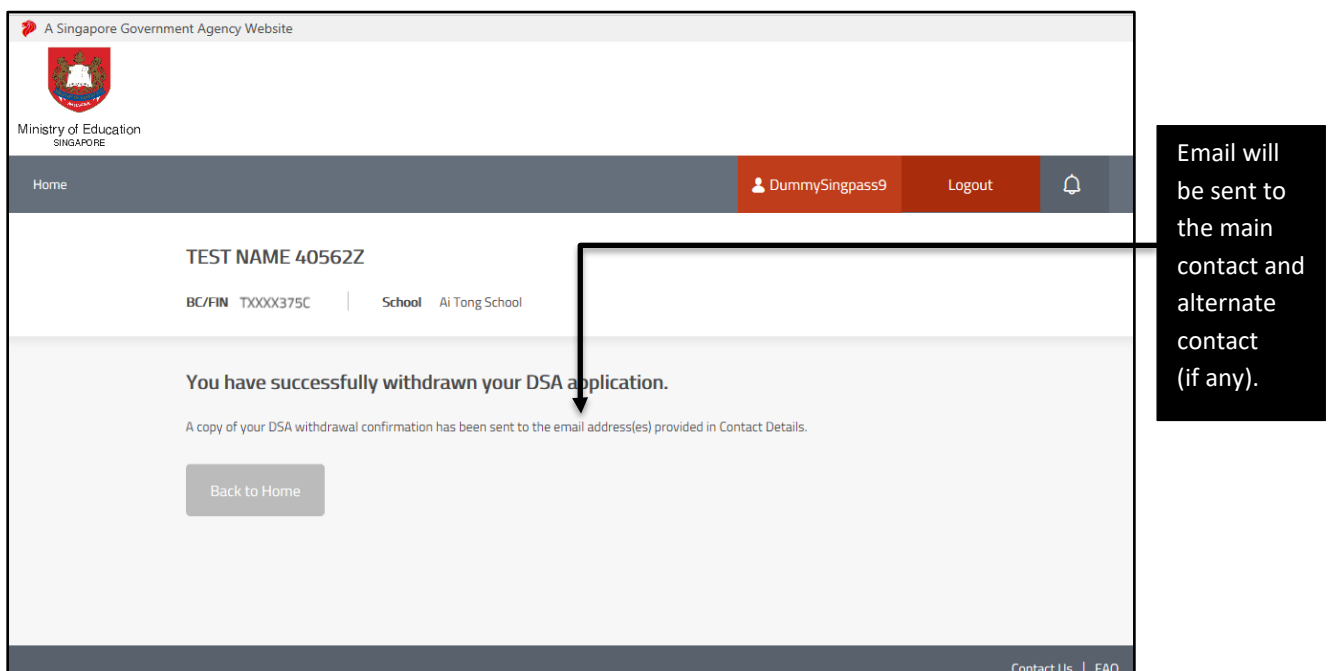 A Singapore Government Agency Website
Ministry of Education
SINGAPORE
Home
DummySingpass9
Logout
TEST NAME 40562Z
BC/FIN TXXXX375C
School Ai Tong School
You have successfully withdrawn your DSA application.
A copy of your DSA withdrawal confirmation has been sent to the email address(es) provided in Contact Details.
Back to Home
Contact Us | FAQ
Email will
be sent to
the main
contact and
alternate
contact
(if any).